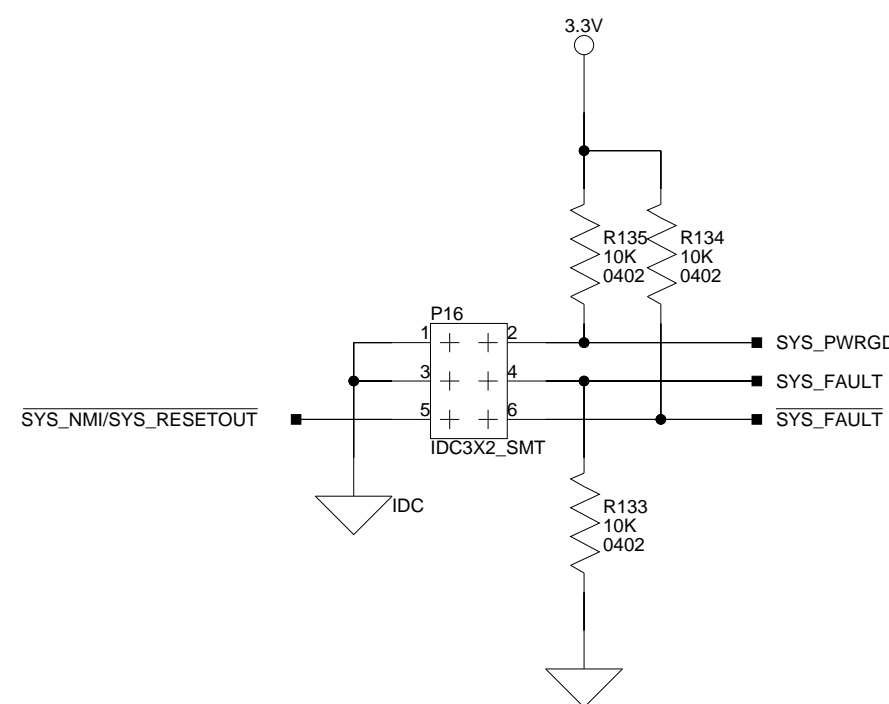 3.3V
R135
10K
0402
R134
10K
0402
P16
1
2
SYS_PWRGD
3
4
SYS_FAULT
SYS_NMI/SYS_RESETOUT
5
6
SYS_FAULT
IDC3X2_SMT
IDC
R133
10K
0402